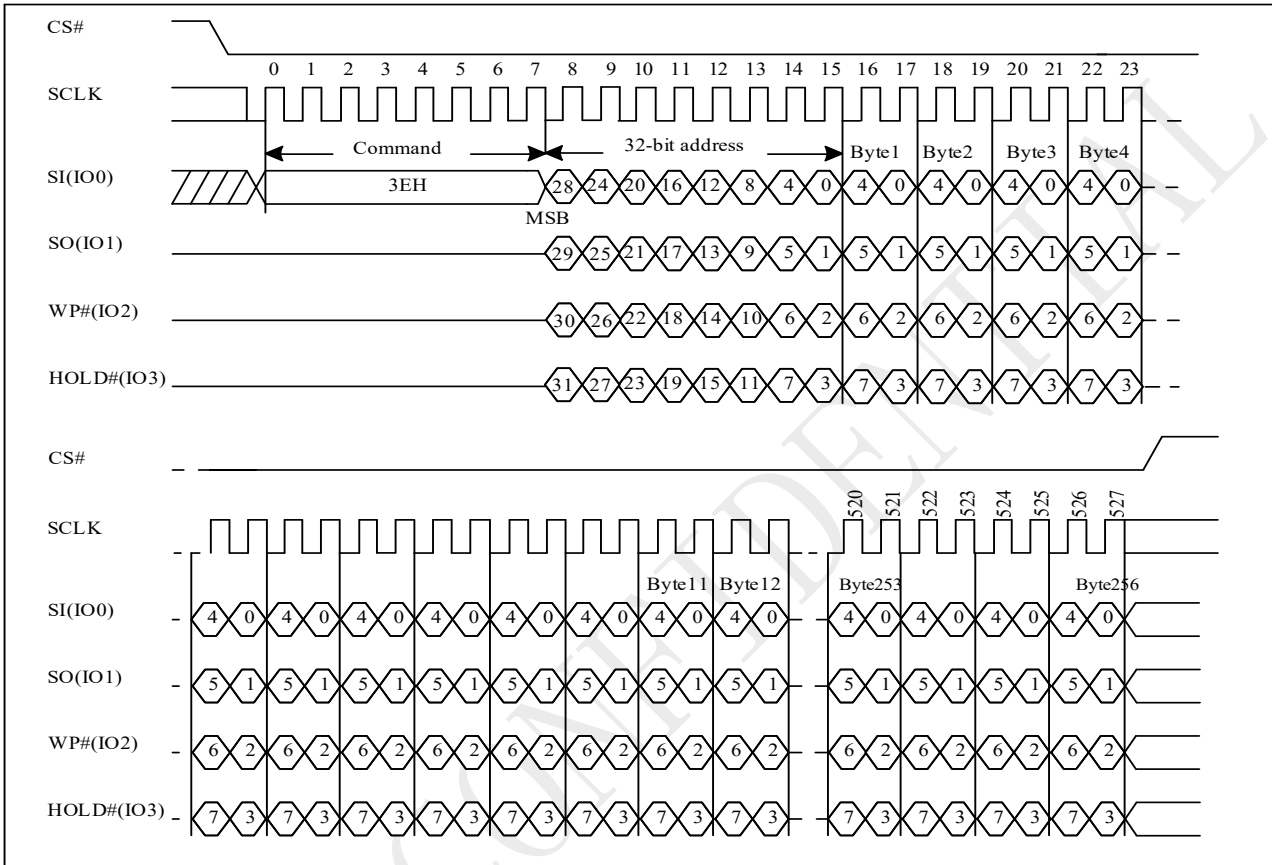 CS#
0 1 2 3 4 5 6 7 8 9 10 11 12 13 14 15 16 17 18 19 20 21 22 23
SCLK
Command 32-bit address Byte1 Byte2 Byte3 Byte4
SI(IO0) 3EH 28 24 20 16 12 8 4 0 4 0 4 0 4 0 4 0
MSB
SO(IO1) 29 25 21 17 13 9 5 1 5 1 5 1 5 1 5 1
WP#(IO2) 30 26 22 18 14 10 6 2 6 2 6 2 6 2 6 2
HOLD#(IO3) 31 27 23 19 15 11 7 3 7 3 7 3 7 3 7 3
CS#
520 521 522 523 524 525 526 527
SCLK
Byte11 Byte12 Byte253 Byte256
SI(IO0) 4 0 4 0 4 0 4 0 4 0 4 0 4 0 4 0 4 0 4 0 4 0 4 0
SO(IO1) 5 1 5 1 5 1 5 1 5 1 5 1 5 1 5 1 5 1 5 1 5 1 5 1
WP#(IO2) 6 2 6 2 6 2 6 2 6 2 6 2 6 2 6 2 6 2 6 2 6 2 6 2
HOLD#(IO3) 7 3 7 3 7 3 7 3 7 3 7 3 7 3 7 3 7 3 7 3 7 3 7 3
CONFIDENTIAL